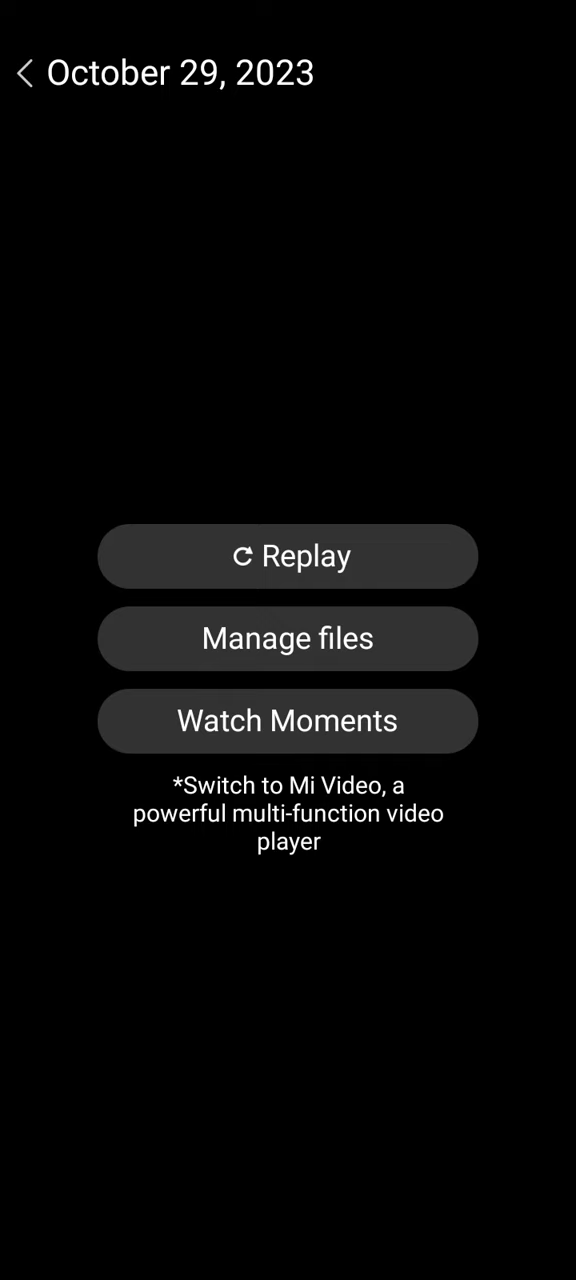 October 29, 2023
Replay
Manage files
Watch Moments
*Switch to Mi Video, a
powerful multi-function video
player